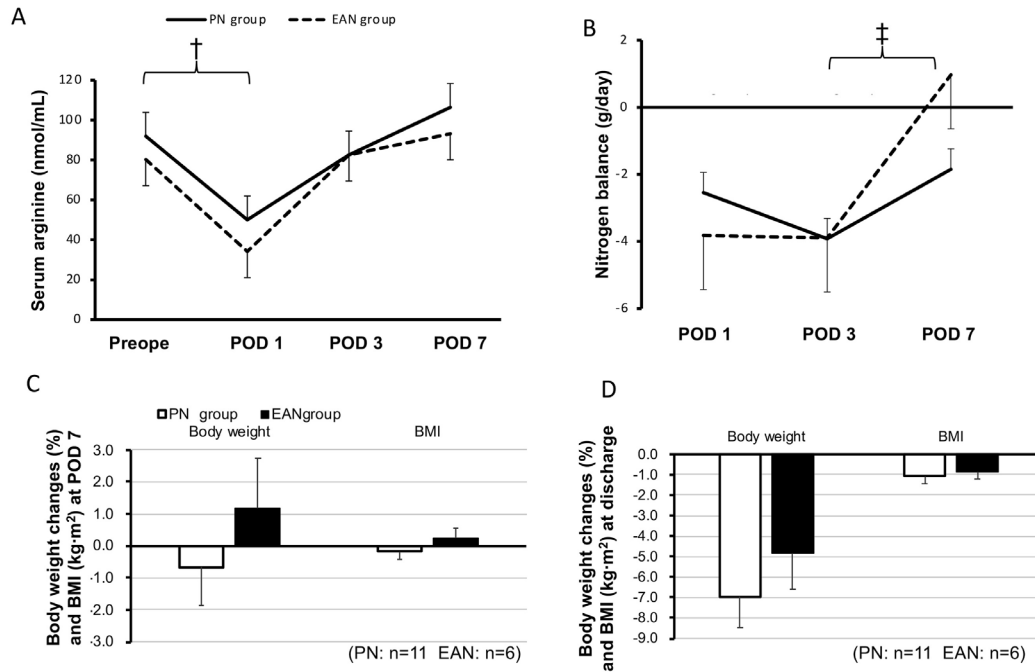 A
PN group
EAN group
†
Serum arginine (nmol/mL)
120
100
80
60
40
20
0
Preope
POD 1
POD 3
POD 7
B
‡
Nitrogen balance (g/day)
2
0
-2
-4
-6
POD 1
POD 3
POD 7
C
PN group
EANgroup
Body weight
BMI
Body weight changes (%)
and BMI (kg·m²) at POD 7
3.0
2.0
1.0
0.0
-1.0
-2.0
-3.0
(PN: n=11 EAN: n=6)
D
Body weight
BMI
Body weight changes (%)
and BMI (kg·m²) at discharge
0.0
-1.0
-2.0
-3.0
-4.0
-5.0
-6.0
-7.0
-8.0
-9.0
(PN: n=11 EAN: n=6)